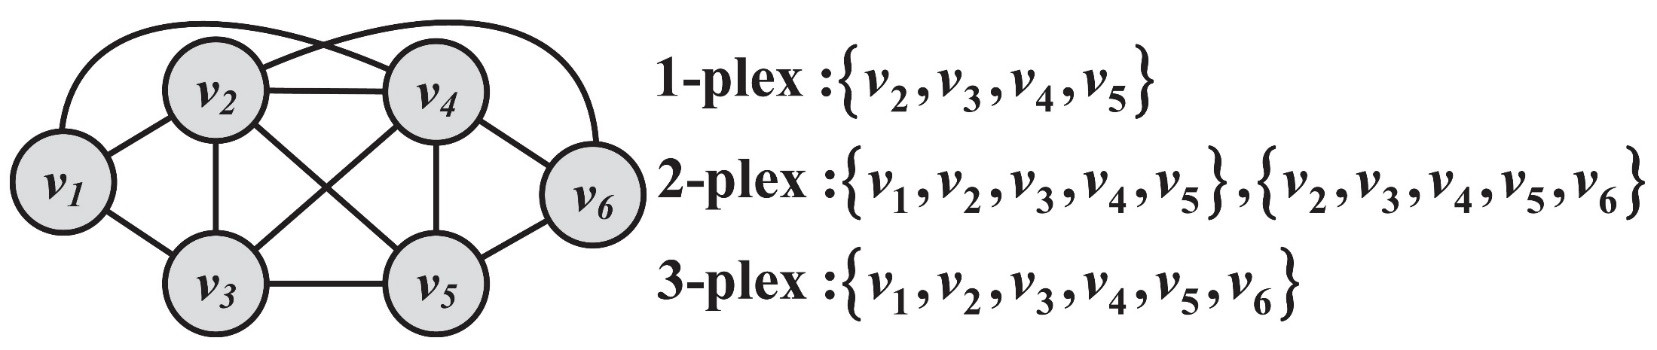 v2
v4
v1
v6
v3
v5
1-plex :{v2,v3,v4,v5}
2-plex :{v1,v2,v3,v4,v5},{v2,v3,v4,v5,v6}
3-plex :{v1,v2,v3,v4,v5,v6}